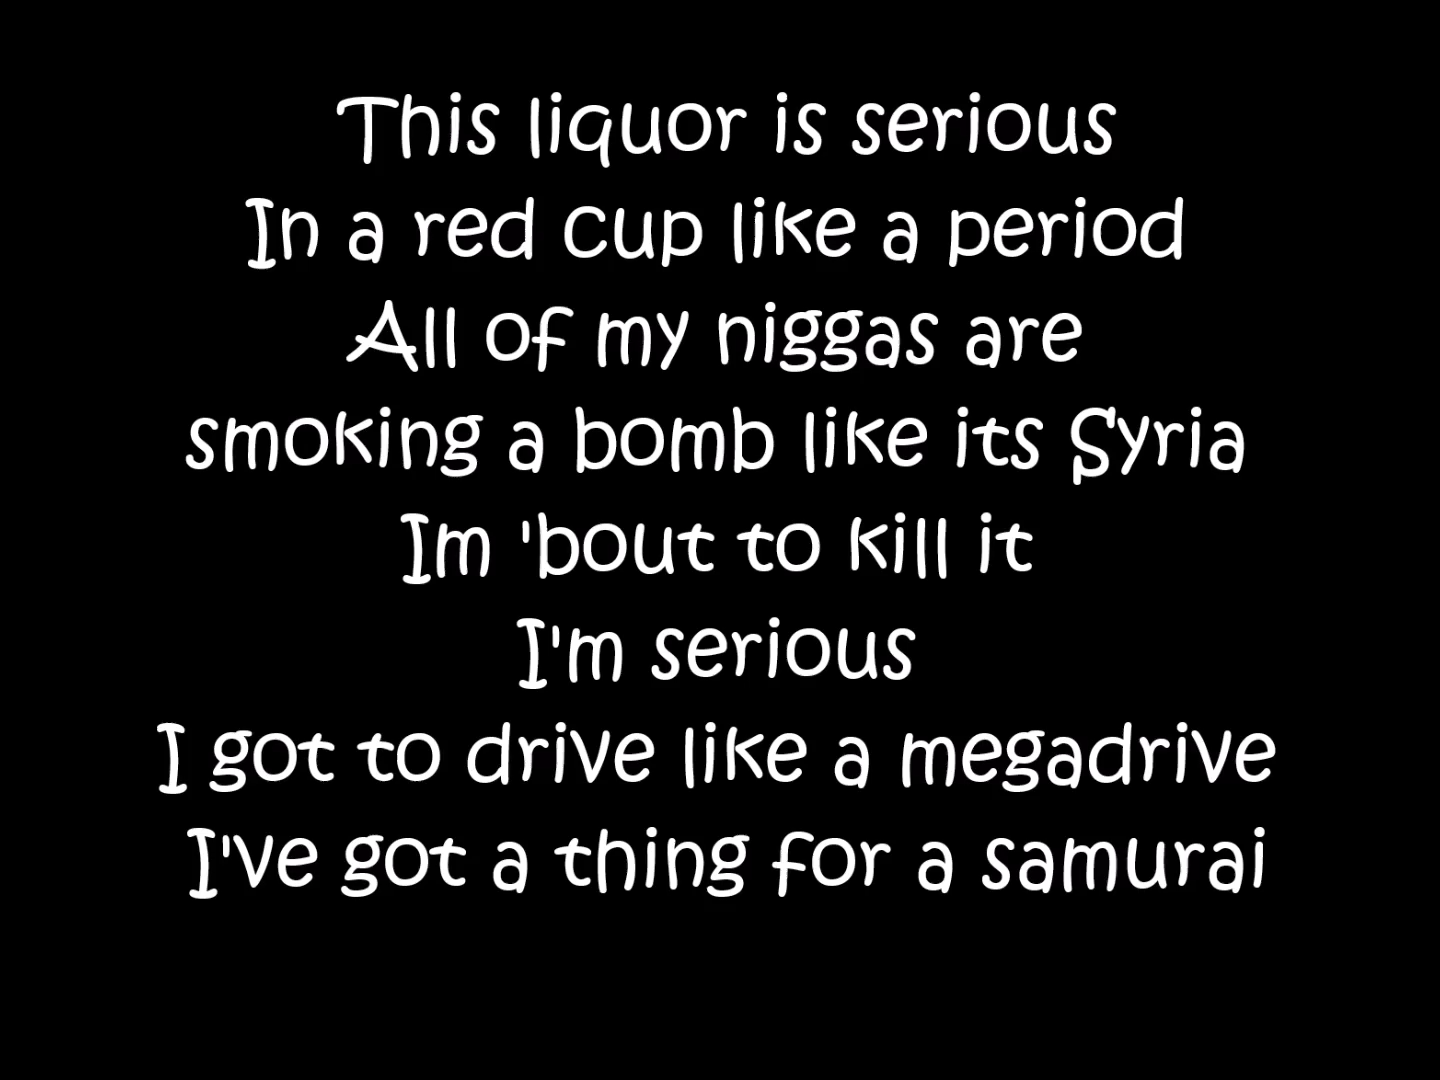 This liquor is serious
In a red cup like a period
All of my niggas are
smoking a bomb like its Syria
Im 'bout to kill it
I'm serious
I got to drive like a megadrive
I've got a thing for a samurai